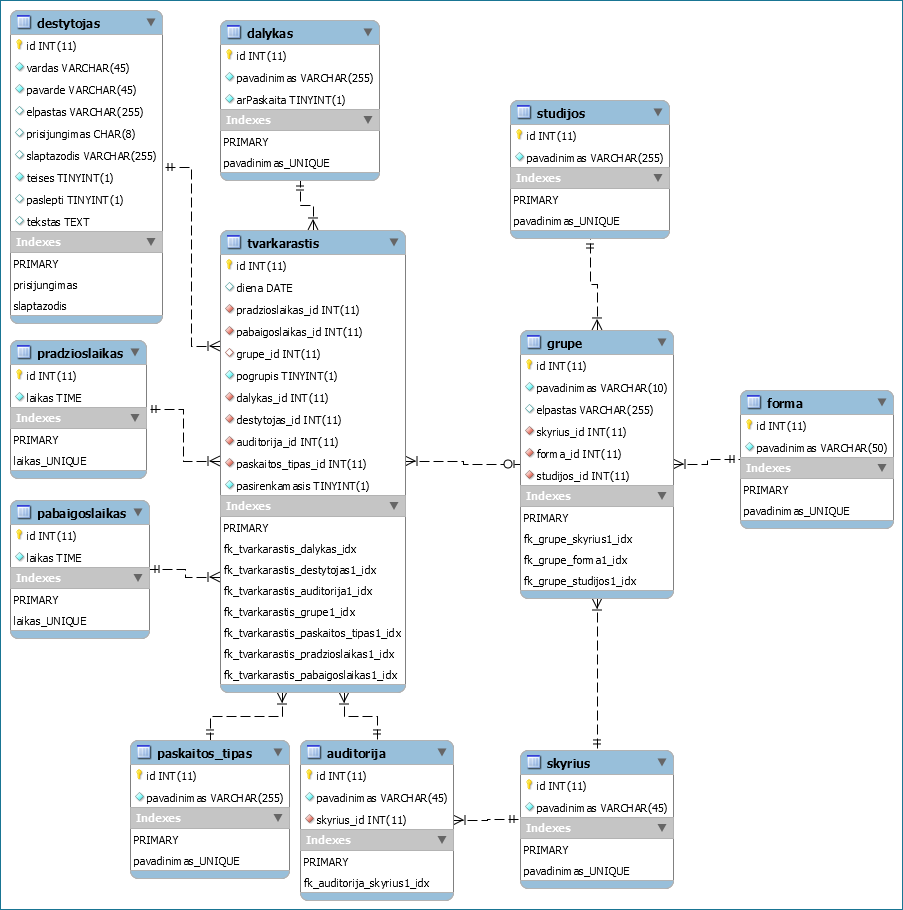 destytojas
id INT(11)
vardas VARCHAR(45)
pavarde VARCHAR(45)
elpastas VARCHAR(255)
prisijungimas CHAR(8)
slaptazodis VARCHAR(255)
teises TINYINT(1)
paslepti TINYINT(1)
tekstas TEXT
Indexes
PRIMARY
prisijungimas
slaptazodis
dalykas
id INT(11)
pavadinimas VARCHAR(255)
arPaskaita TINYINT(1)
Indexes
PRIMARY
pavadinimas_UNIQUE
studijos
id INT(11)
pavadinimas VARCHAR(255)
Indexes
PRIMARY
pavadinimas_UNIQUE
tvarkarastis
id INT(11)
diena DATE
pradzioslaikas_id INT(11)
pabaigoslaikas_id INT(11)
grupe_id INT(11)
pogrupis TINYINT(1)
dalykas_id INT(11)
destytojas_id INT(11)
auditorija_id INT(11)
paskaitos_tipas_id INT(11)
pasirenkamasis TINYINT(1)
Indexes
PRIMARY
fk_tvarkarastis_dalykas_idx
fk_tvarkarastis_destytojas1_idx
fk_tvarkarastis_auditorija1_idx
fk_tvarkarastis_grupe1_idx
fk_tvarkarastis_paskaitos_tipas1_idx
fk_tvarkarastis_pradzioslaikas1_idx
fk_tvarkarastis_pabaigoslaikas1_idx
pradzioslaikas
id INT(11)
laikas TIME
Indexes
PRIMARY
laikas_UNIQUE
pabaigoslaikas
id INT(11)
laikas TIME
Indexes
PRIMARY
laikas_UNIQUE
grupe
id INT(11)
pavadinimas VARCHAR(10)
elpastas VARCHAR(255)
skyrius_id INT(11)
forma_id INT(11)
studijos_id INT(11)
Indexes
PRIMARY
fk_grupe_skyrius1_idx
fk_grupe_forma1_idx
fk_grupe_studijos1_idx
forma
id INT(11)
pavadinimas VARCHAR(50)
Indexes
PRIMARY
pavadinimas_UNIQUE
paskaitos_tipas
id INT(11)
pavadinimas VARCHAR(255)
Indexes
PRIMARY
pavadinimas_UNIQUE
auditorija
id INT(11)
pavadinimas VARCHAR(45)
skyrius_id INT(11)
Indexes
PRIMARY
fk_auditorija_skyrius1_idx
skyrius
id INT(11)
pavadinimas VARCHAR(45)
Indexes
PRIMARY
pavadinimas_UNIQUE